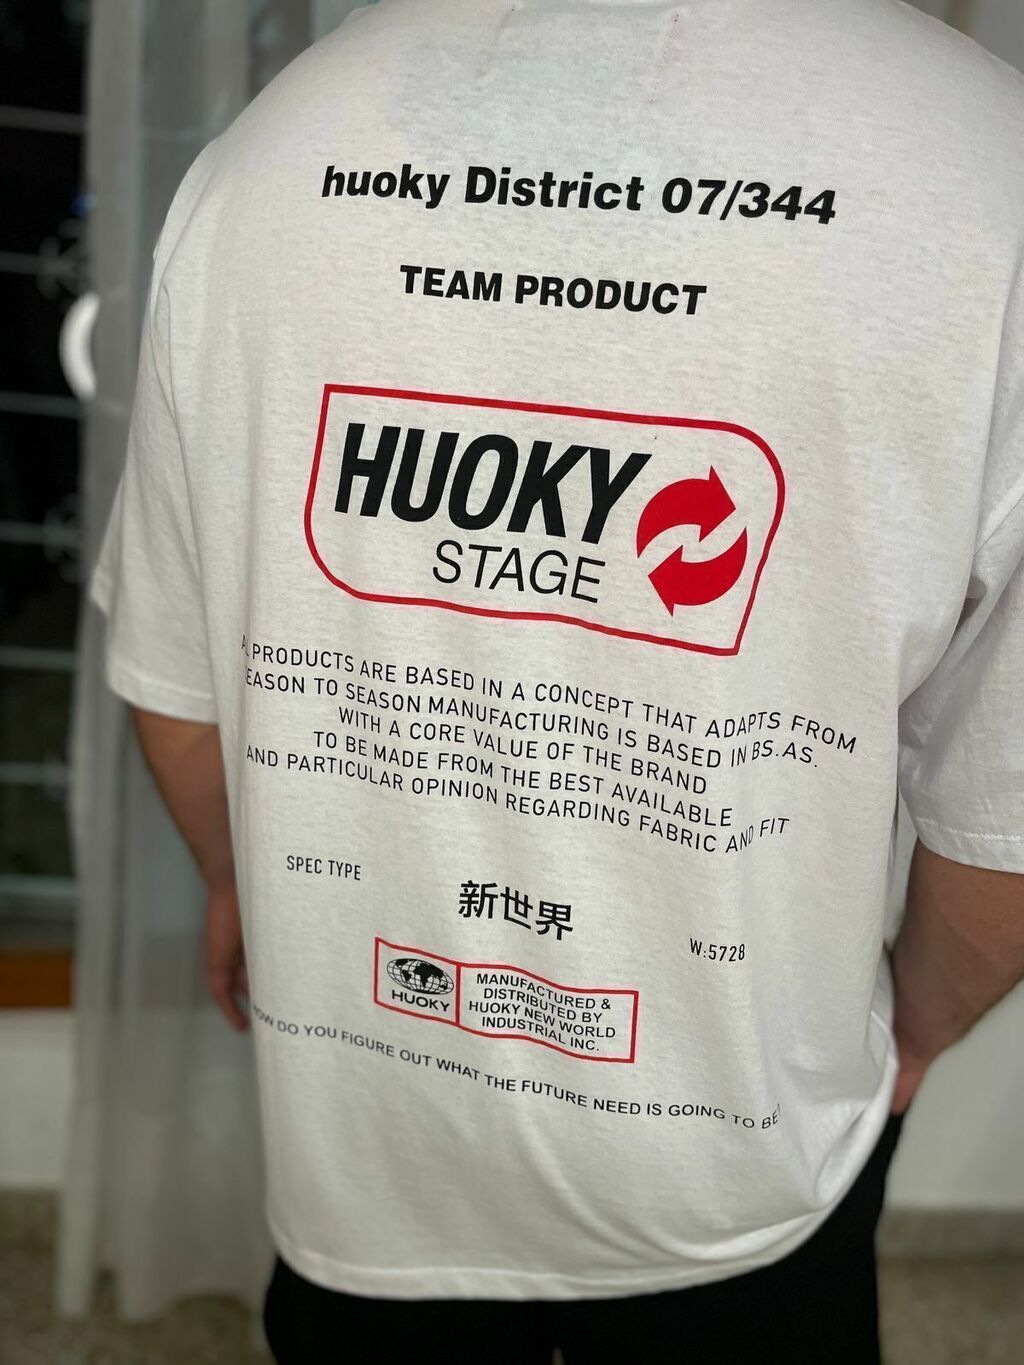 huoky District 07/344
TEAM PRODUCT
HUOKY
STAGE
ALL PRODUCTS ARE BASED IN A CONCEPT THAT ADAPTS FROM
SEASON TO SEASON MANUFACTURING IS BASED IN BS.AS.
WITH A CORE VALUE OF THE BRAND
TO BE MADE FROM THE BEST AVAILABLE
AND PARTICULAR OPINION REGARDING FABRIC AND FIT
SPEC TYPE
新世界
W:5728
HUOKY
MANUFACTURED &
DISTRIBUTED BY
HUOKY NEW WORLD
INDUSTRIAL INC.
HOW DO YOU FIGURE OUT WHAT THE FUTURE NEED IS GOING TO BE?